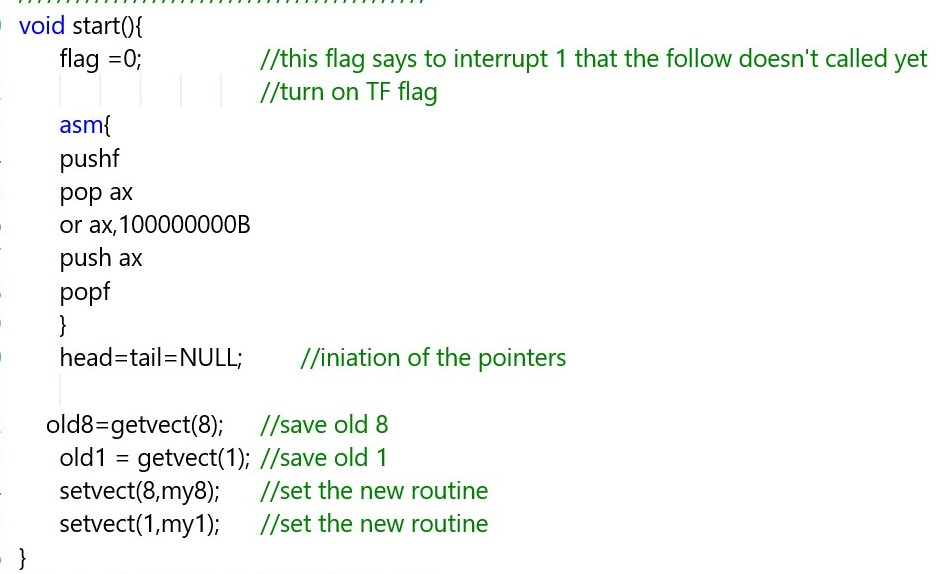 void start(){
flag =0; //this flag says to interrupt 1 that the follow doesn't called yet
//turn on TF flag
asm{
pushf
pop ax
or ax,100000000B
push ax
popf
}
head=tail=NULL; //iniation of the pointers
old8=getvect(8); //save old 8
old1 = getvect(1); //save old 1
setvect(8,my8); //set the new routine
setvect(1,my1); //set the new routine
}